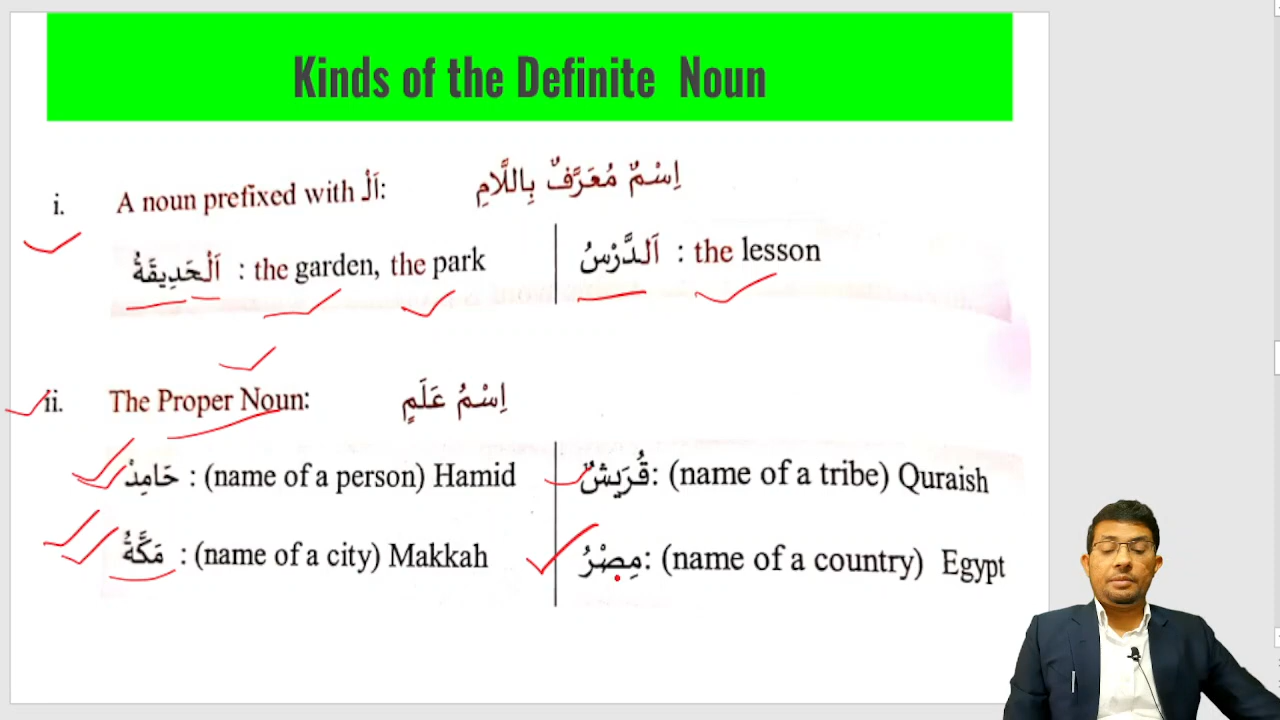 Kinds of the Definite Noun
i. A noun prefixed with اَلْ: اِسْمٌ مُعَرَّفٌ بِاللَّامِ
اَلْحَدِيقَةُ : the garden, the park اَلدَّرْسُ : the lesson
ii. The Proper Noun: اِسْمُ عَلَمٍ
حَامِدْ : (name of a person) Hamid قُرَيشٌ: (name of a tribe) Quraish
مَكَّةُ : (name of a city) Makkah مِصْرُ: (name of a country) Egypt